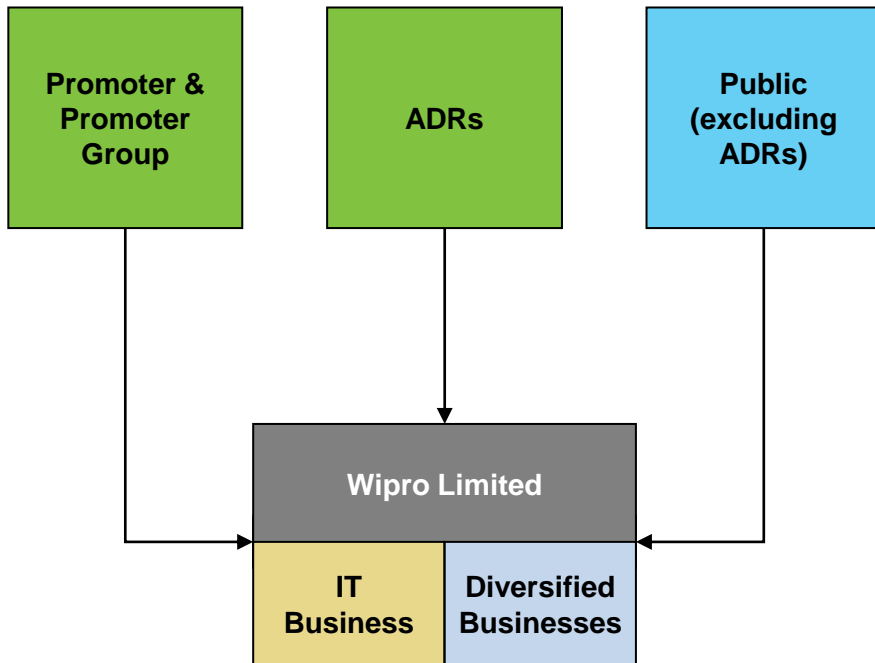 Promoter &
Promoter
Group
ADRs
Public
(excluding
ADRs)
Wipro Limited
IT
Business
Diversified
Businesses